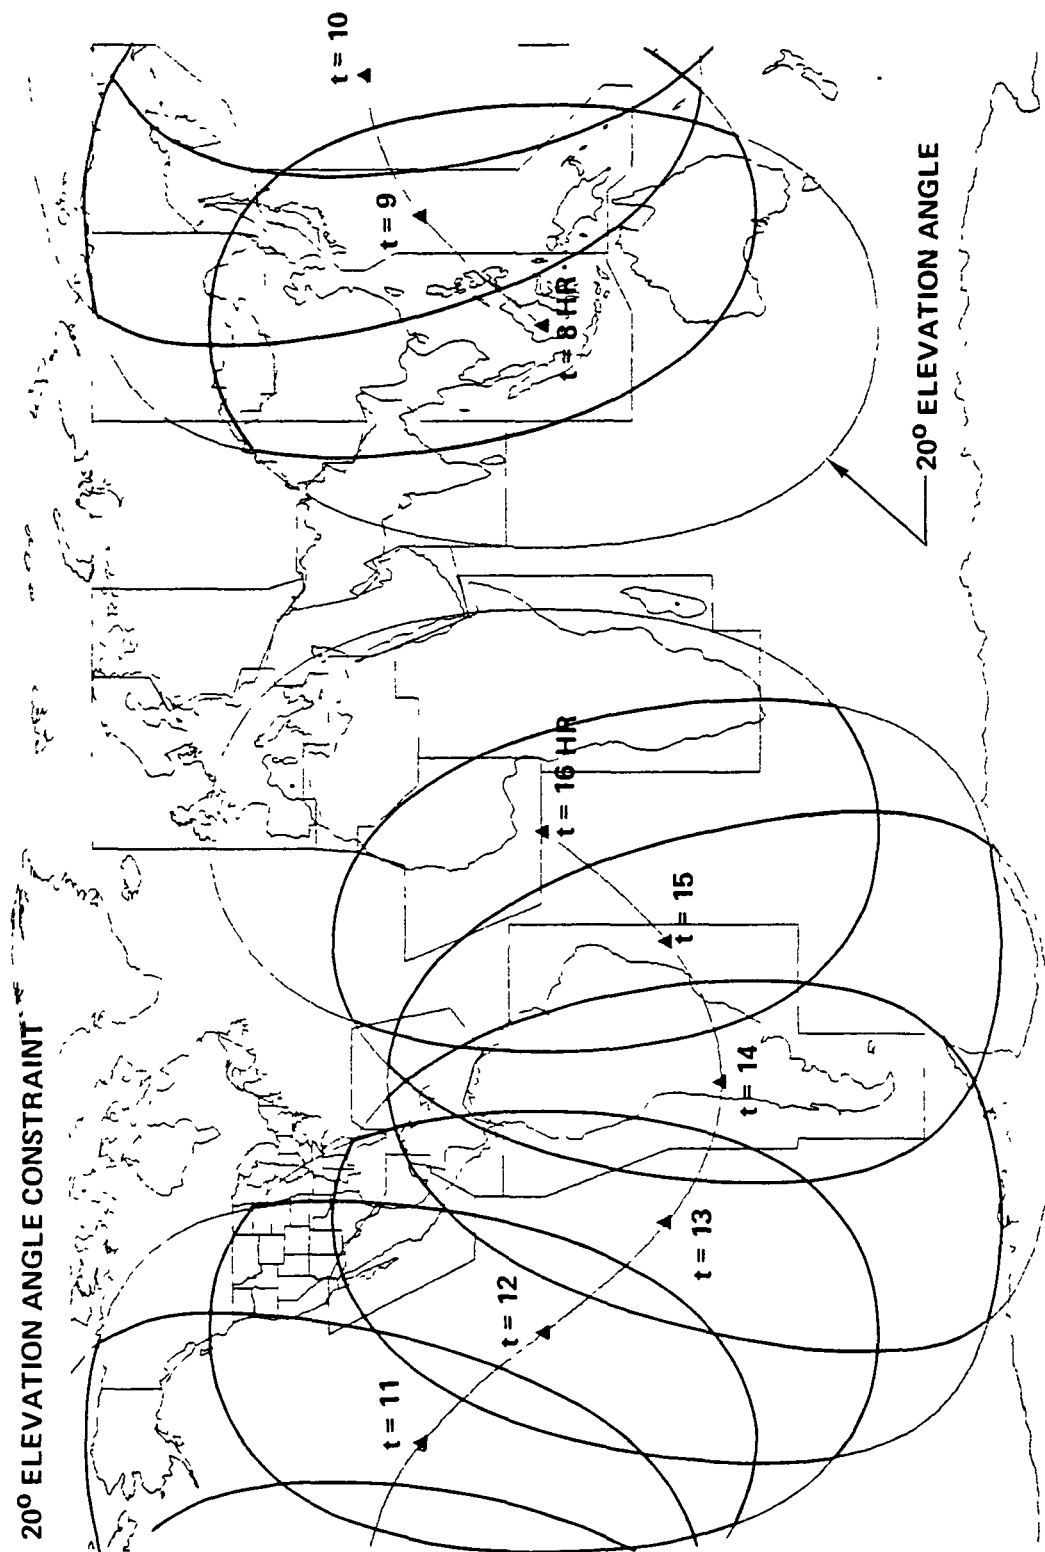 20° ELEVATION ANGLE CONSTRAINT
t = 11
t = 12
t = 13
t = 14
t = 15
t = 16 HR
t = 8 HR
t = 9
t = 10
20° ELEVATION ANGLE